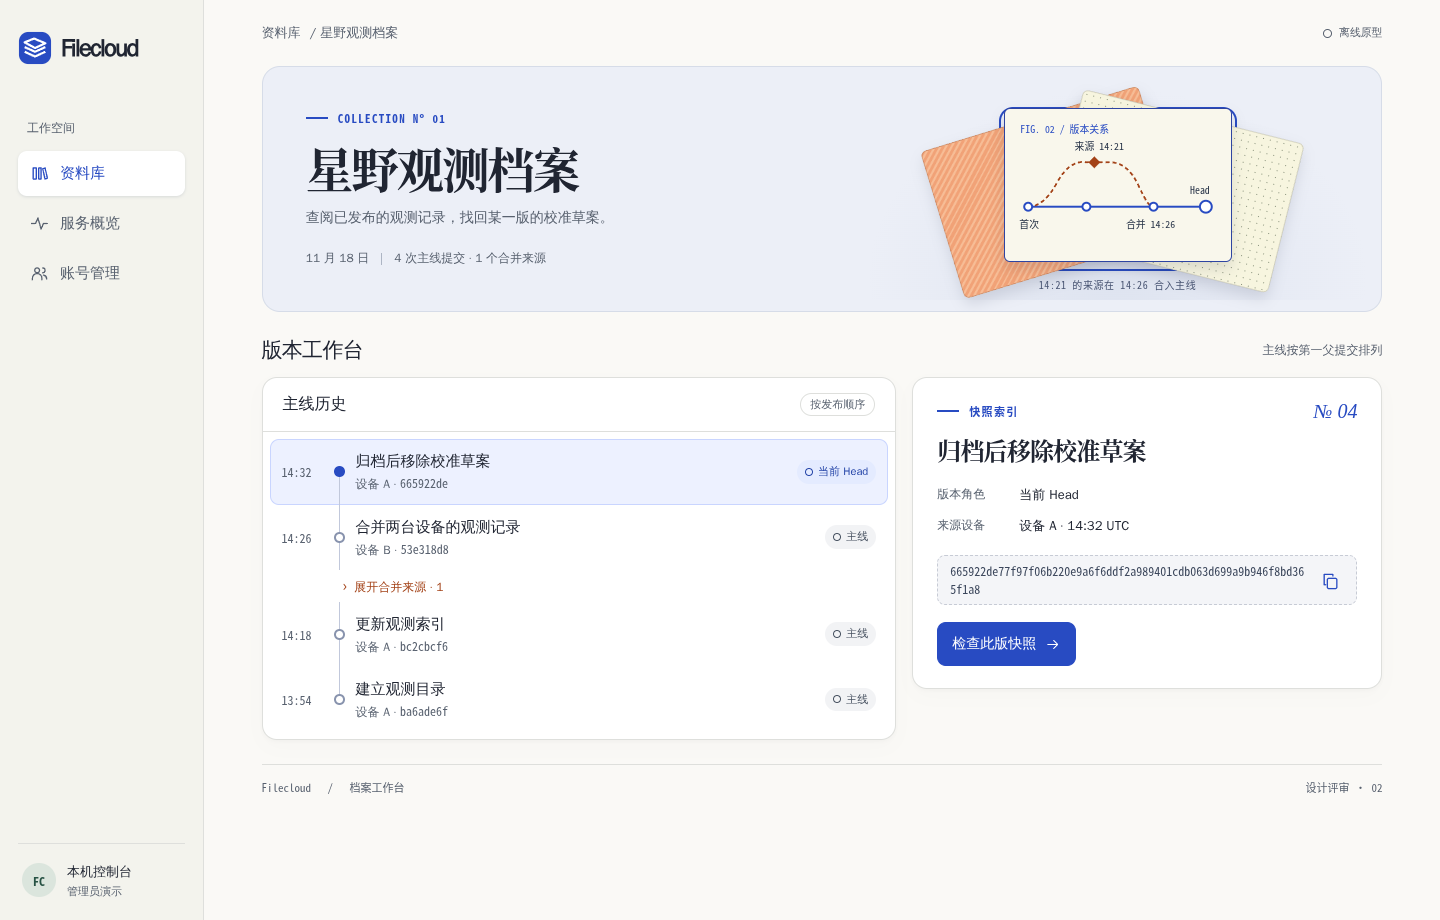 Filecloud
工作空间
资料库
服务概览
账号管理
FC
本机控制台
管理员演示
资料库 / 星野观测档案
离线原型
COLLECTION Nº 01
星野观测档案
查阅已发布的观测记录，找回某一版的校准草案。
11 月 18 日 | 4 次主线提交 · 1 个合并来源
FIG. 02 / 版本关系
来源 14:21
Head
首次
合并 14:26
14:21 的来源在 14:26 合入主线
版本工作台
主线按第一父提交排列
主线历史
按发布顺序
14:32
归档后移除校准草案
设备 A · 665922de
当前 Head
14:26
合并两台设备的观测记录
设备 B · 53e318d8
主线
› 展开合并来源 · 1
14:18
更新观测索引
设备 A · bc2cbcf6
主线
13:54
建立观测目录
设备 A · ba6ade6f
主线
快照索引
№ 04
归档后移除校准草案
版本角色 当前 Head
来源设备 设备 A · 14:32 UTC
665922de77f97f06b220e9a6f6ddf2a989401cdb063d699a9b946f8bd36
5f1a8
检查此版快照 →
Filecloud / 档案工作台
设计评审 · 02